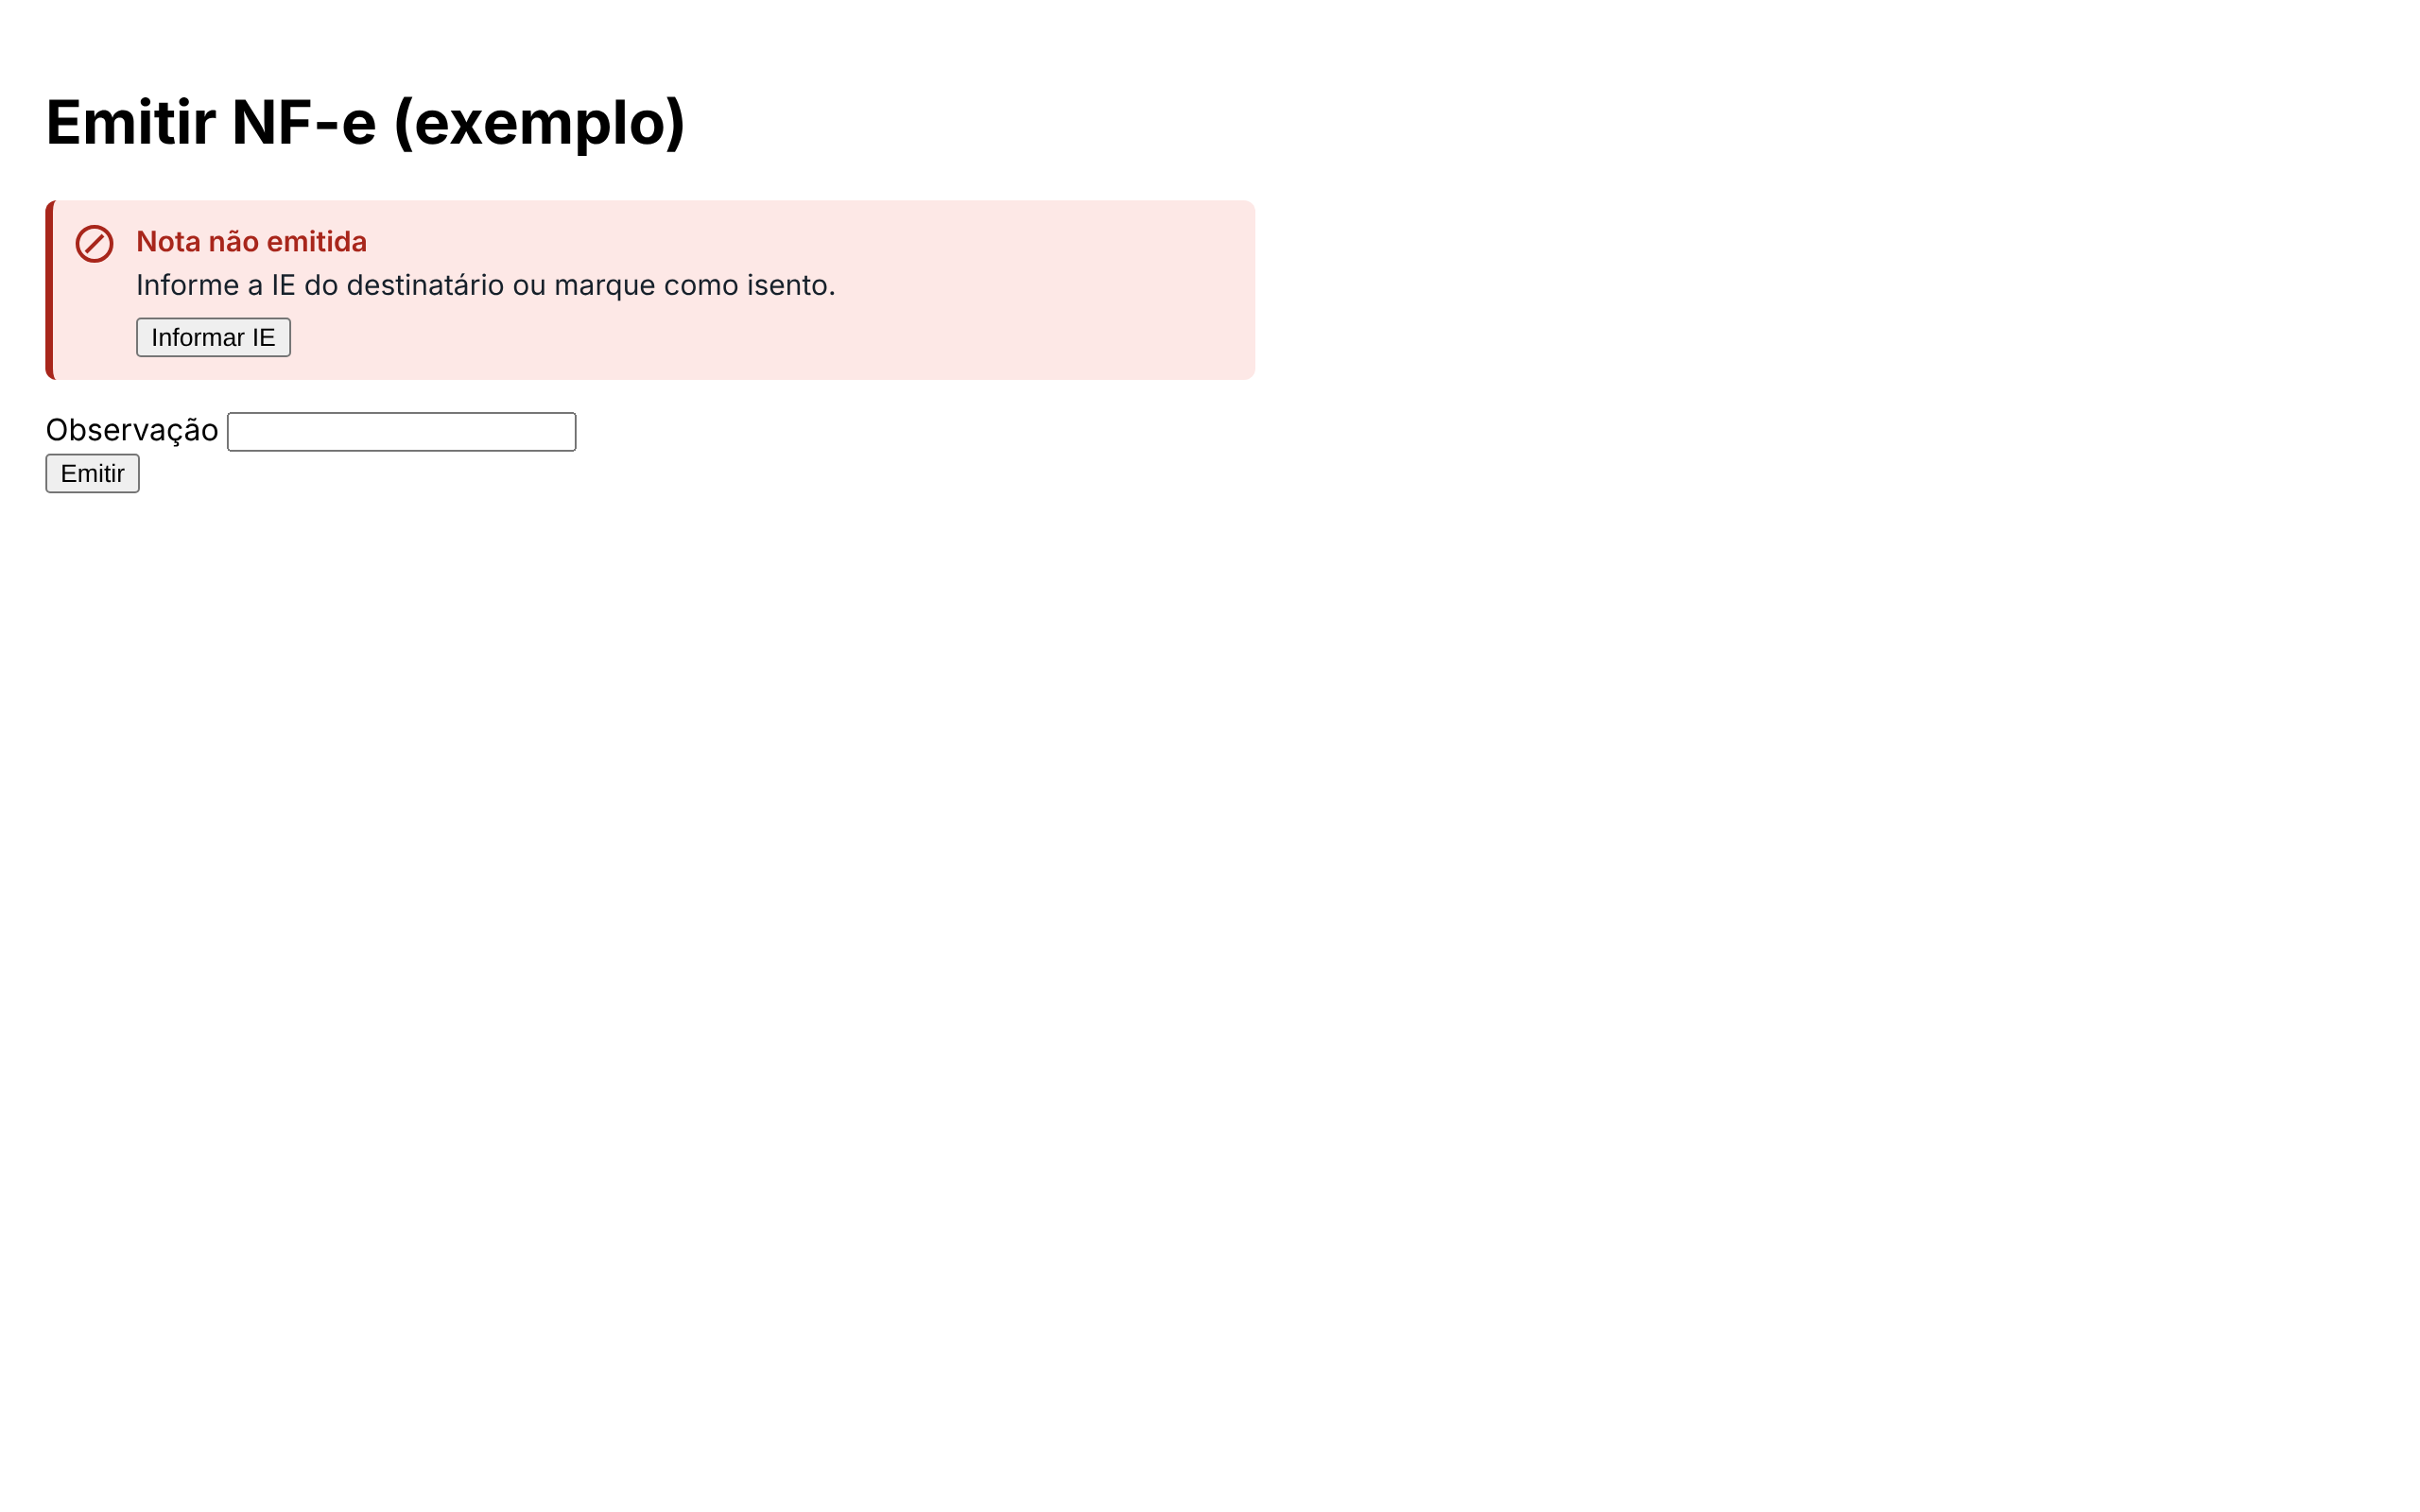 Emitir NF-e (exemplo)
Nota não emitida
Informe a IE do destinatário ou marque como isento.
Informar IE
Observação
Emitir